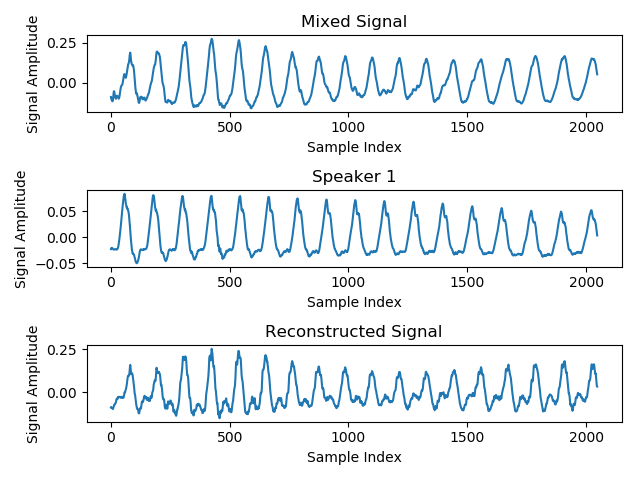 Mixed Signal
Signal Amplitude
0.25
0.00
0 500 1000 1500 2000
Sample Index
Speaker 1
Signal Amplitude
0.05
0.00
−0.05
0 500 1000 1500 2000
Sample Index
Reconstructed Signal
Signal Amplitude
0.25
0.00
0 500 1000 1500 2000
Sample Index